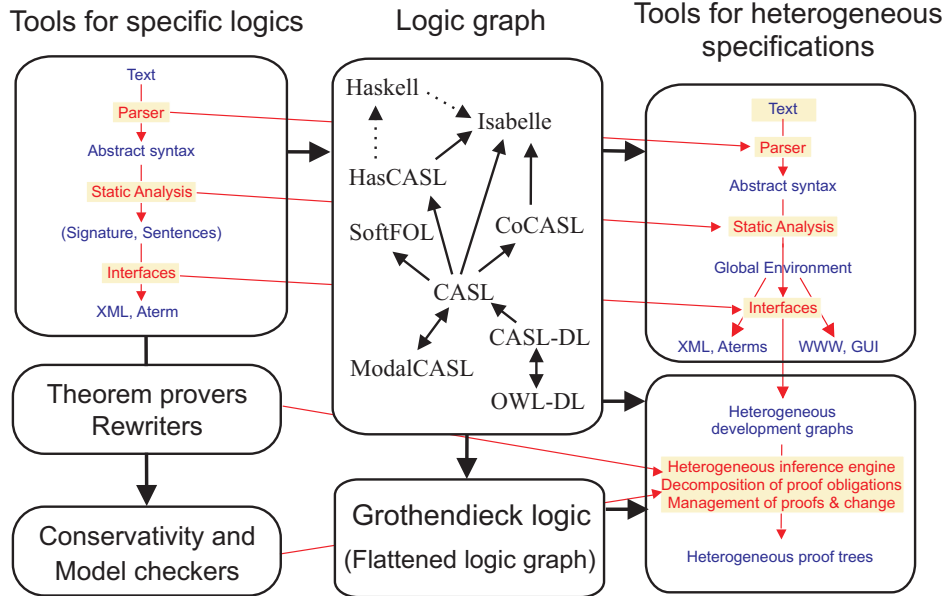 Tools for specific logics
Text
Parser
Abstract syntax
Static Analysis
(Signature, Sentences)
Interfaces
XML, Aterm
Theorem provers
Rewriters
Conservativity and
Model checkers
Logic graph
Haskell
Isabelle
HasCASL
SoftFOL
CoCASL
CASL
CASL-DL
ModalCASL
OWL-DL
Grothendieck logic
(Flattened logic graph)
Tools for heterogeneous
specifications
Text
Parser
Abstract syntax
Static Analysis
Global Environment
Interfaces
XML, Aterms
WWW, GUI
Heterogeneous
development graphs
Heterogeneous inference engine
Decomposition of proof obligations
Management of proofs & change
Heterogeneous proof trees